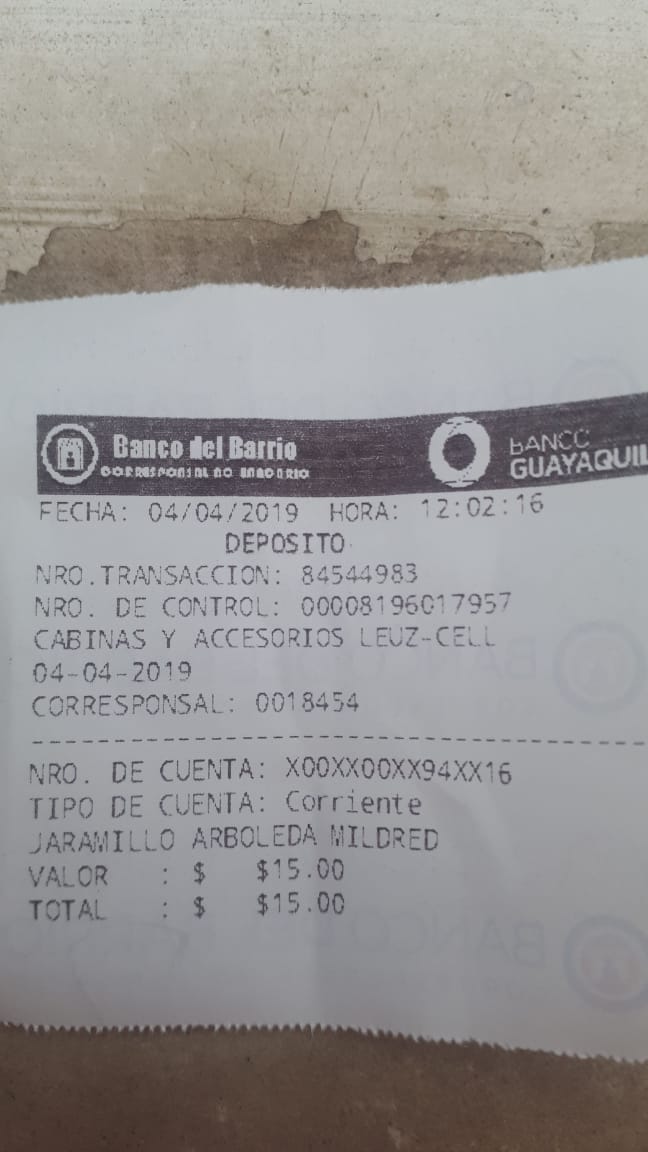 Banco del Barrio
CORRESPONSAL NO BANCARIO
BANCO
GUAYAQUIL
FECHA: 04/04/2019 HORA: 12:02:16
DEPOSITO
NRO.TRANSACCION: 84544983
NRO. DE CONTROL: 00008196017957
CABINAS Y ACCESORIOS LEUZ-CELL
04-04-2019
CORRESPONSAL: 0018454
NRO. DE CUENTA: X00XX00XX94XX16
TIPO DE CUENTA: Corriente
JARAMILLO ARBOLEDA MILDRED
VALOR : $ $15.00
TOTAL : $ $15.00